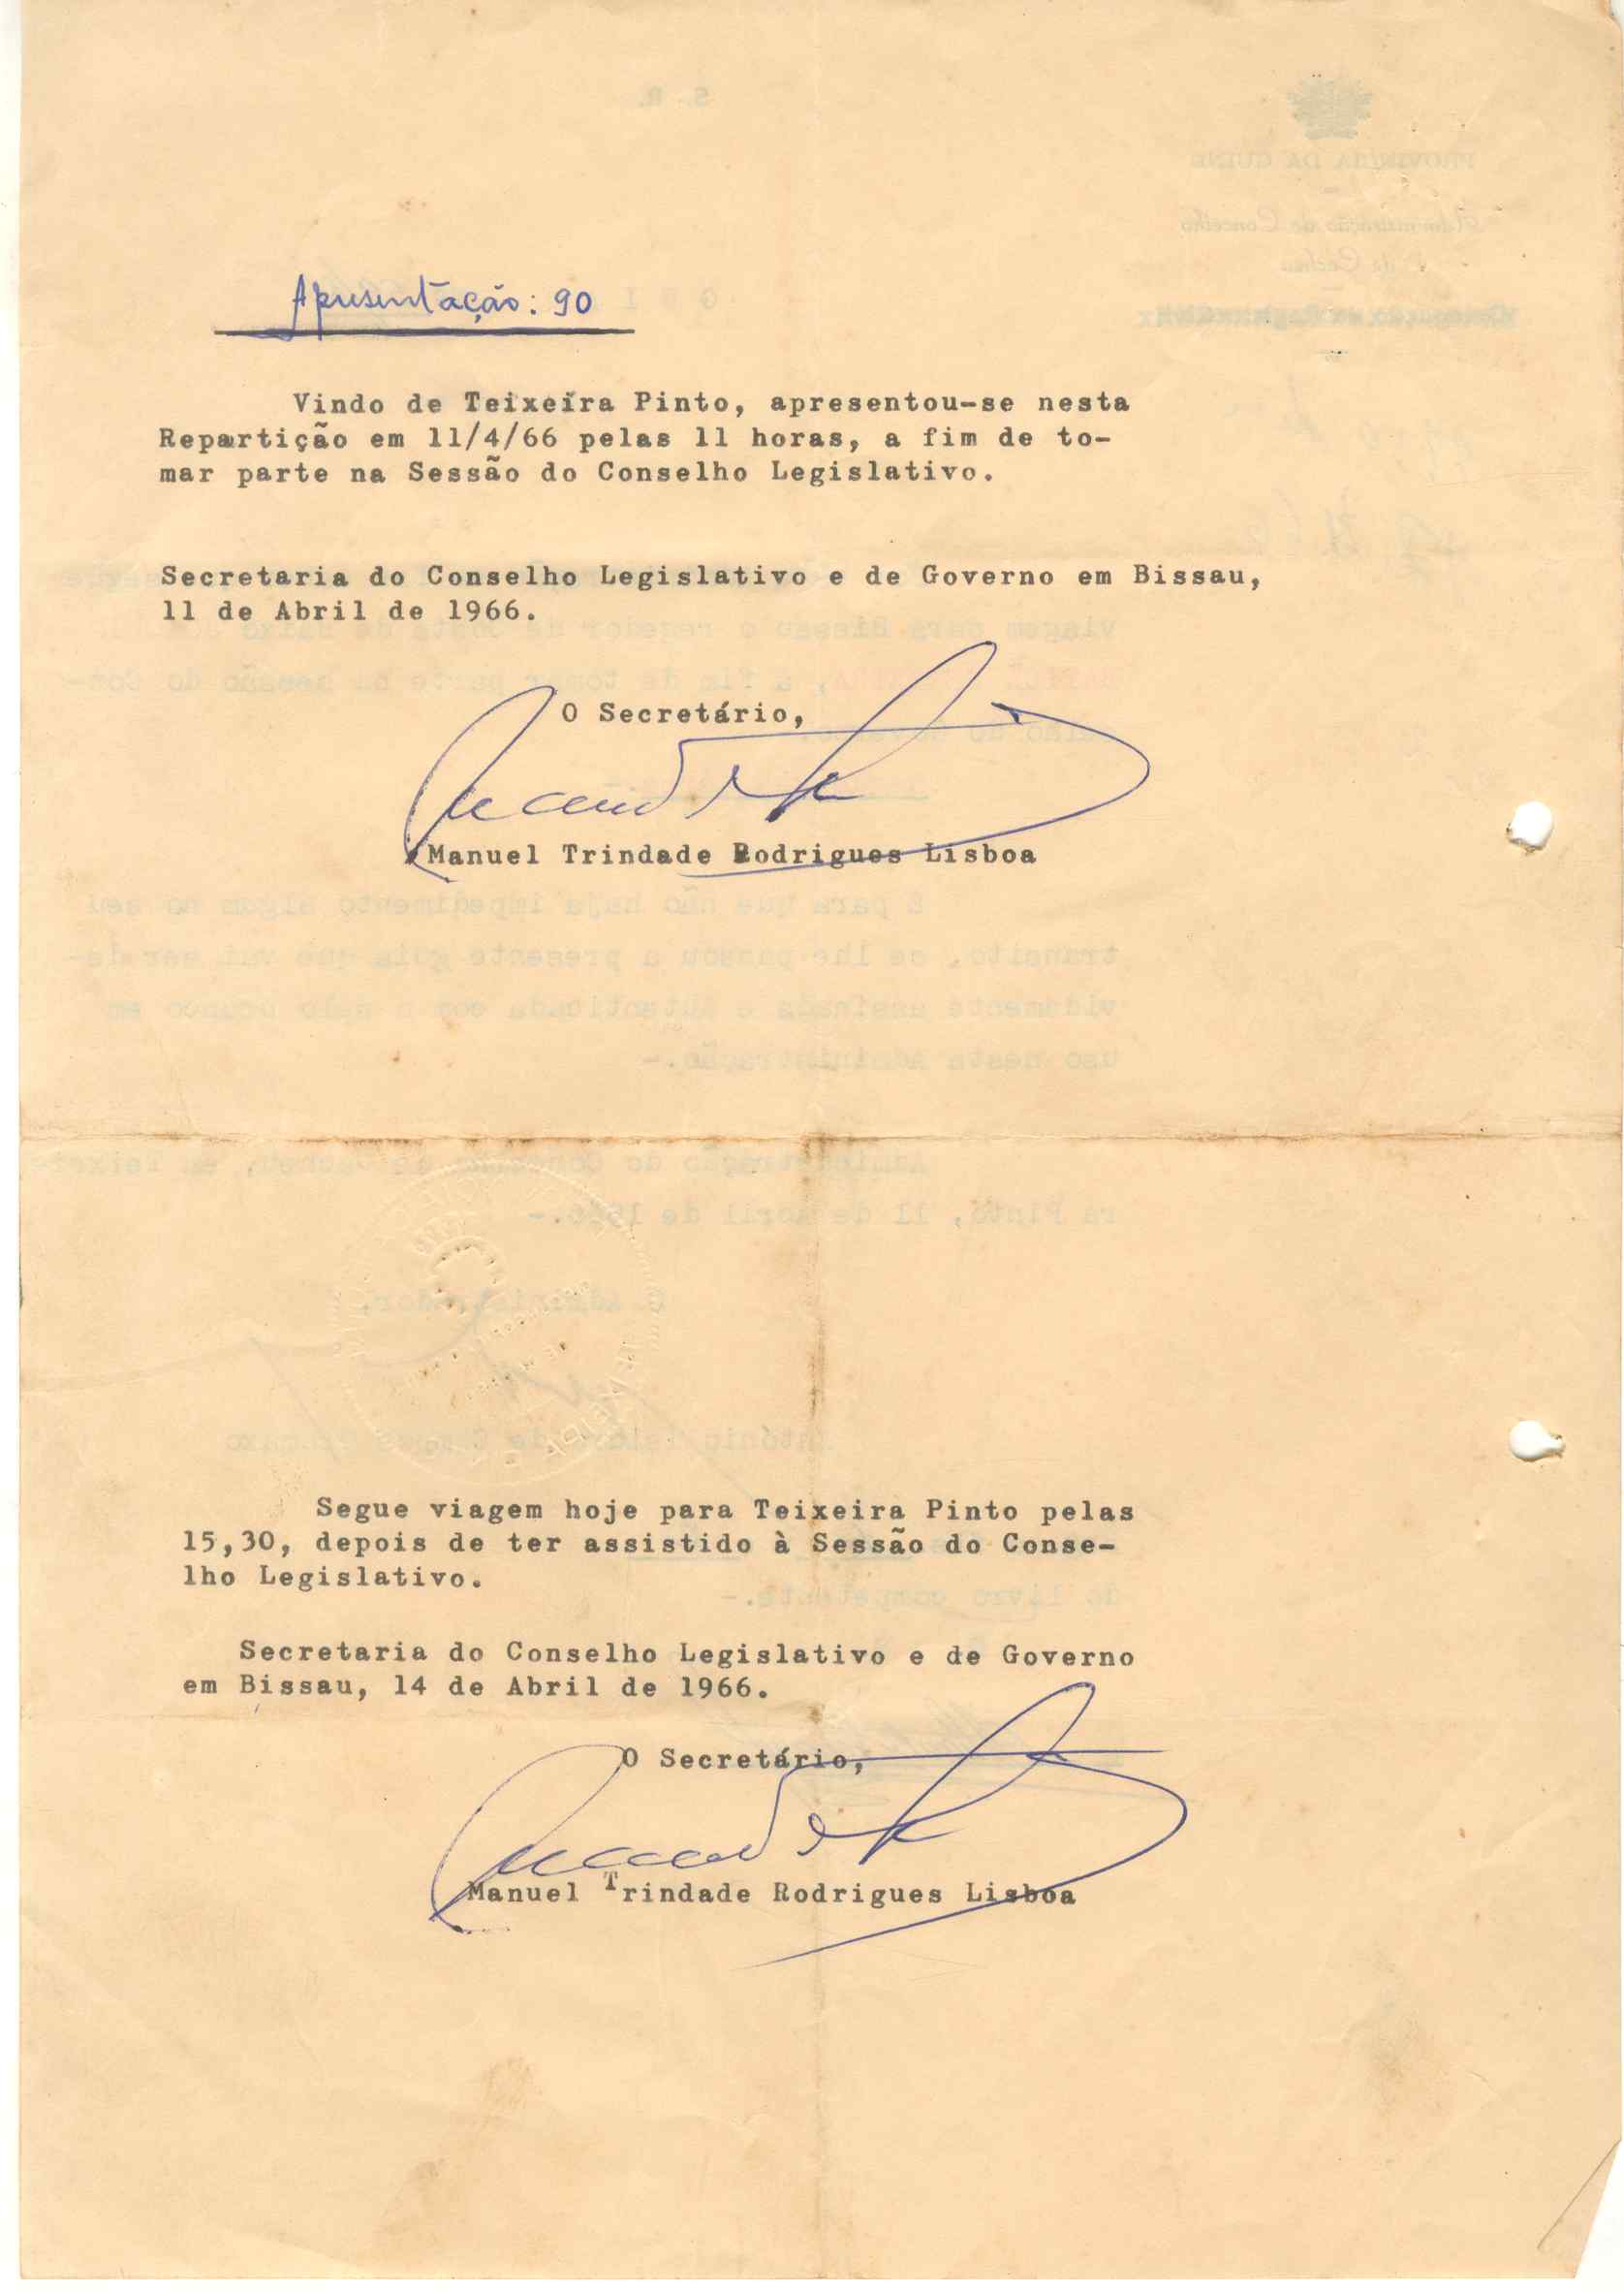 Apresentação: 90
Vindo de Teixeira Pinto, apresentou-se nesta
Repartição em 11/4/66 pelas 11 horas, a fim de to-
mar parte na Sessão do Conselho Legislativo.
Secretaria do Conselho Legislativo e de Governo em Bissau,
11 de Abril de 1966.
O Secretário,
Manuel Trindade Rodrigues Lisboa
Segue viagem hoje para Teixeira Pinto pelas
15,30, depois de ter assistido à Sessão do Conse-
lho Legislativo.
Secretaria do Conselho Legislativo e de Governo
em Bissau, 14 de Abril de 1966.
O Secretário,
Manuel Trindade Rodrigues Lisboa